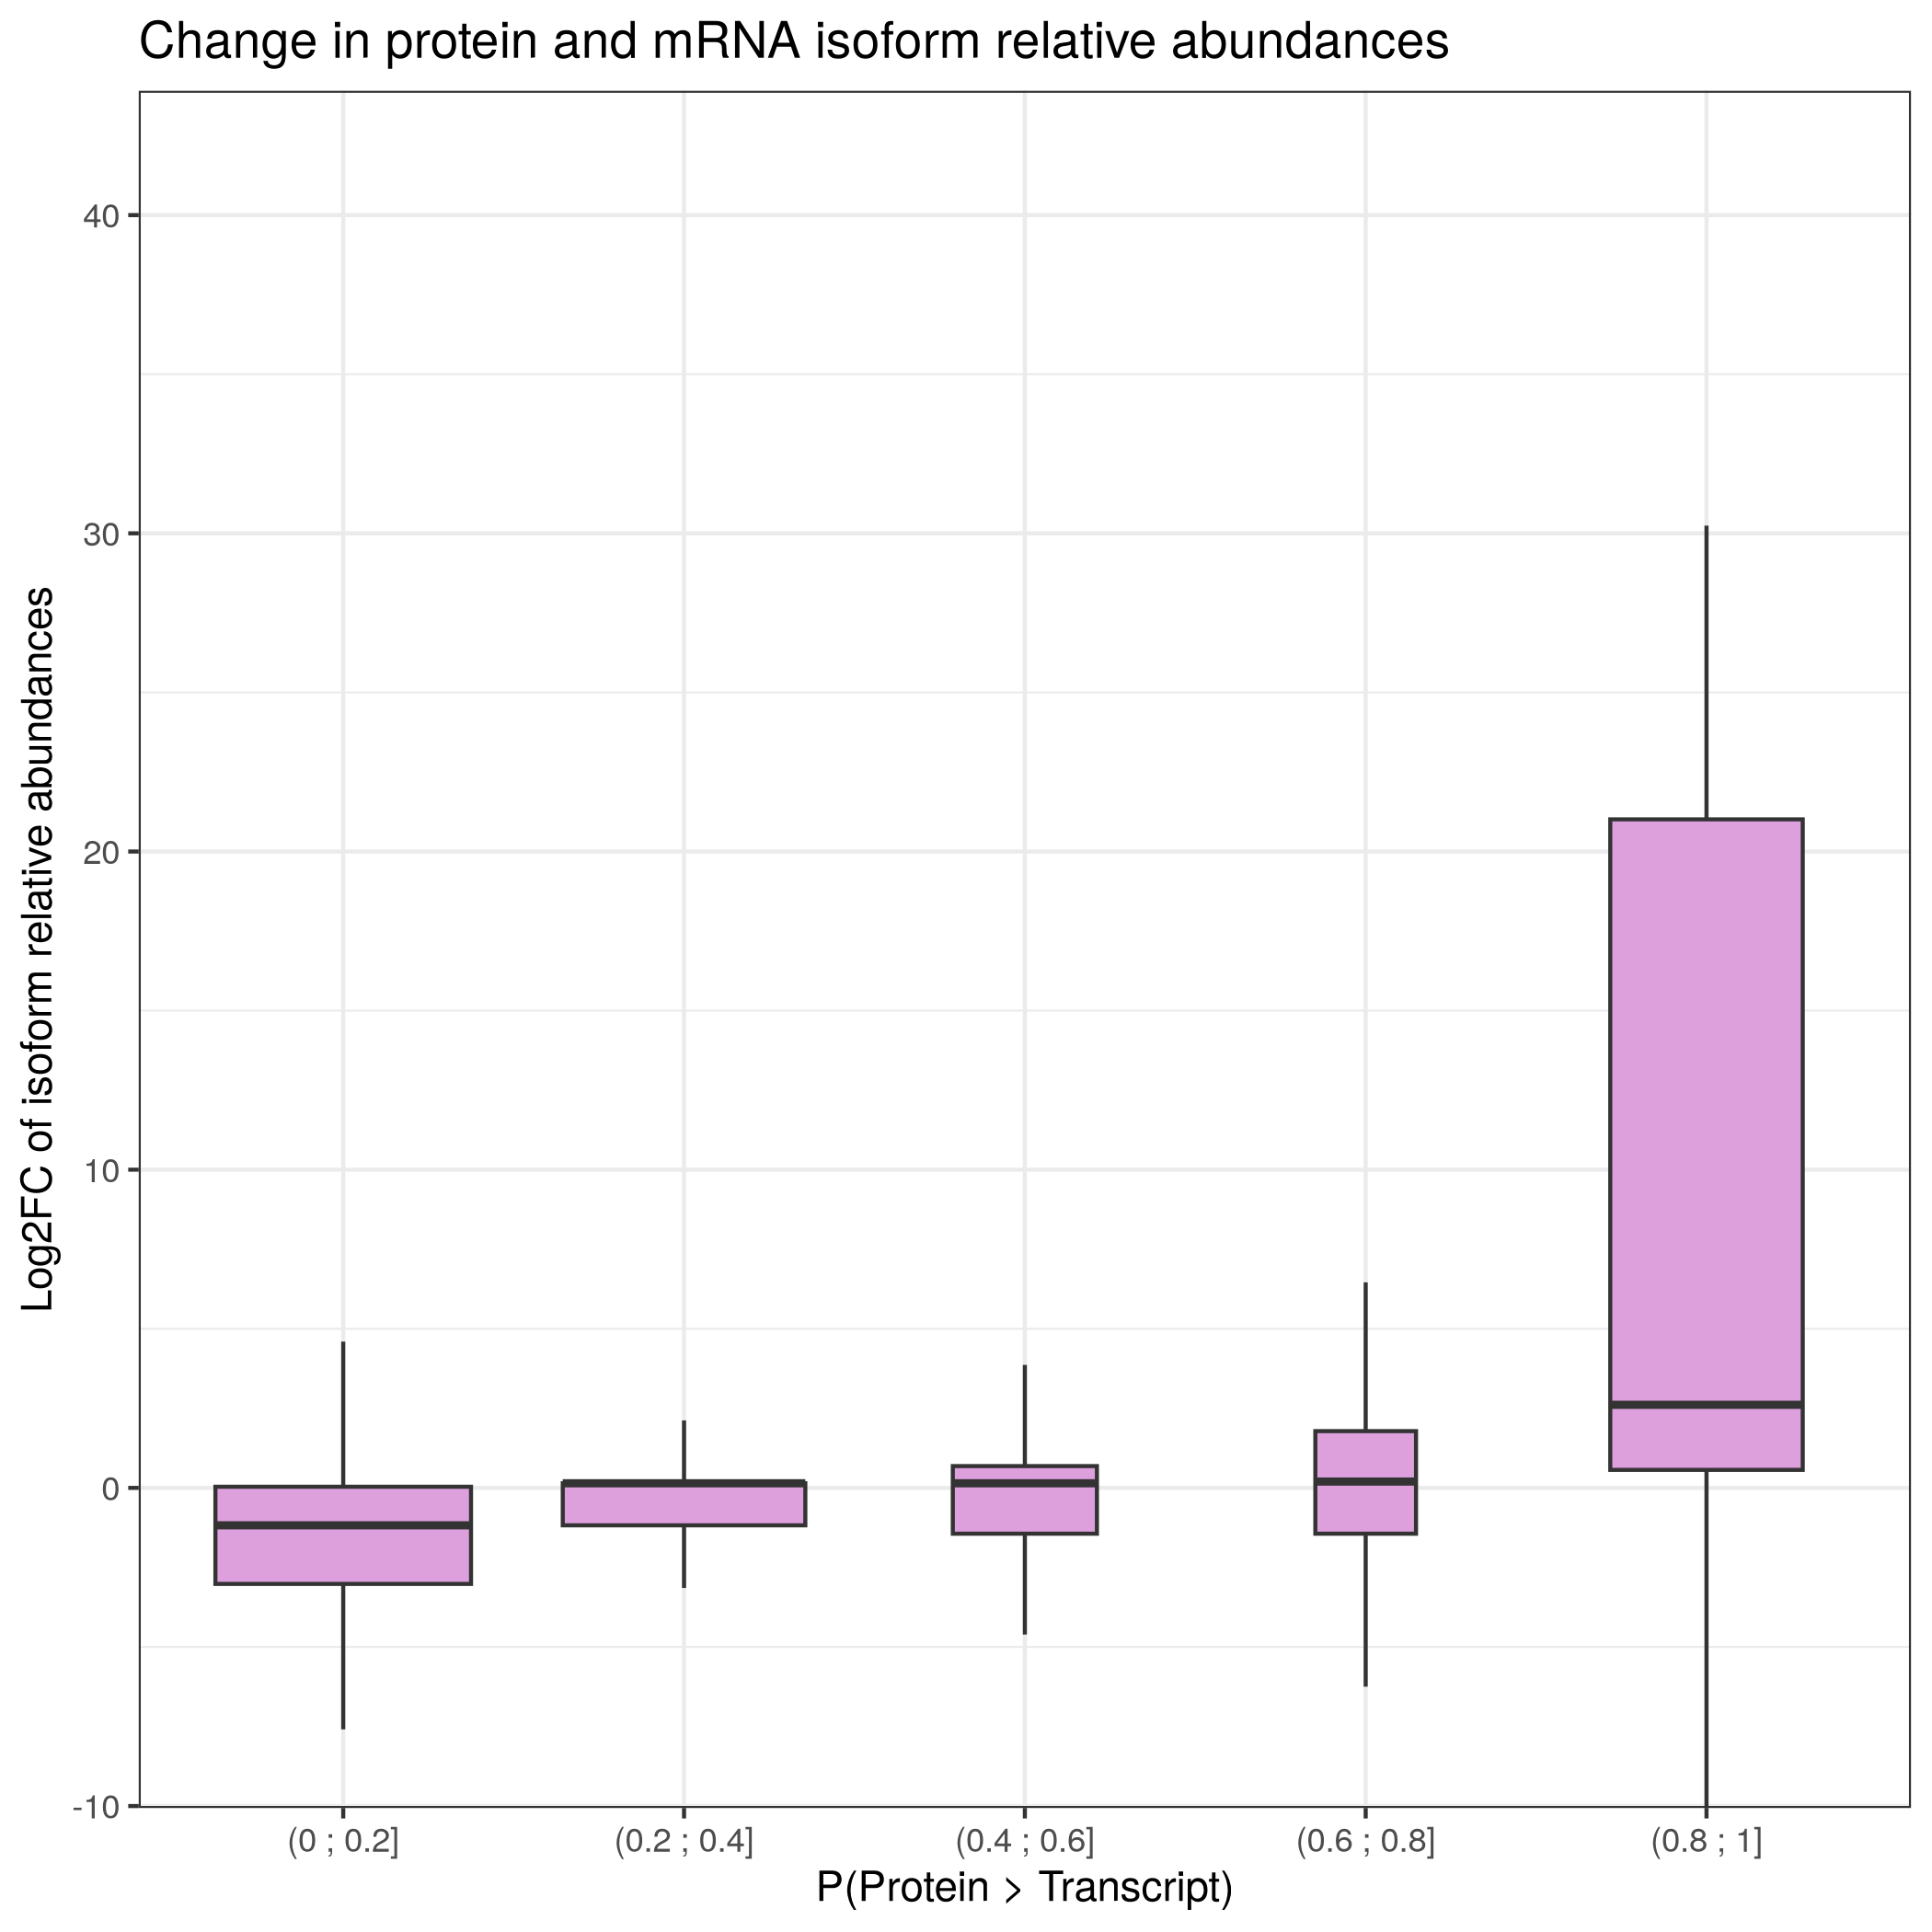 Change in protein and mRNA isoform relative abundances
Log2FC of isoform relative abundances
40
30
20
10
0
-10
(0 ; 0.2]
(0.2 ; 0.4]
(0.4 ; 0.6]
(0.6 ; 0.8]
(0.8 ; 1]
P(Protein > Transcript)